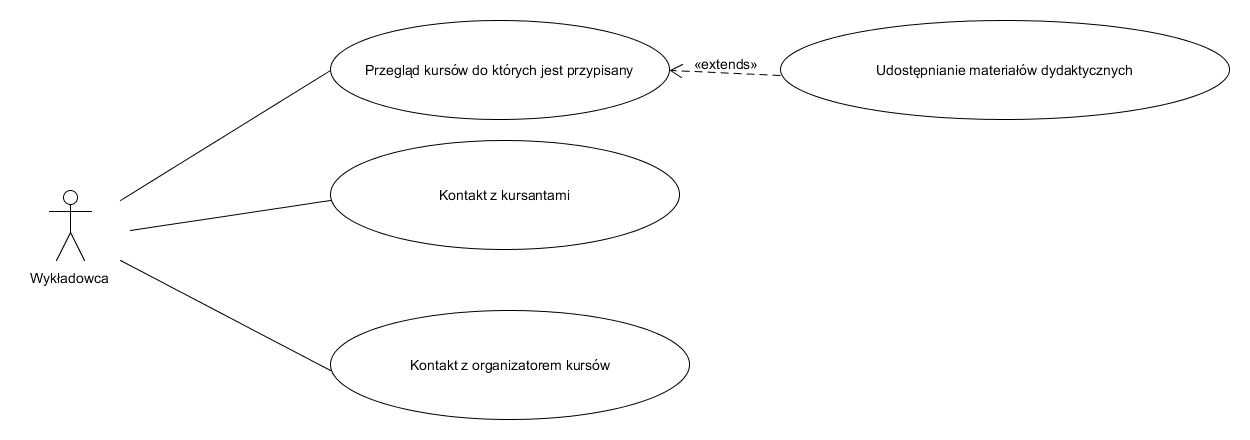 Przegląd kursów do których jest przypisany
«extends»
Udostępnianie materiałów dydaktycznych
Kontakt z kursantami
Wykładowca
Kontakt z organizatorem kursów